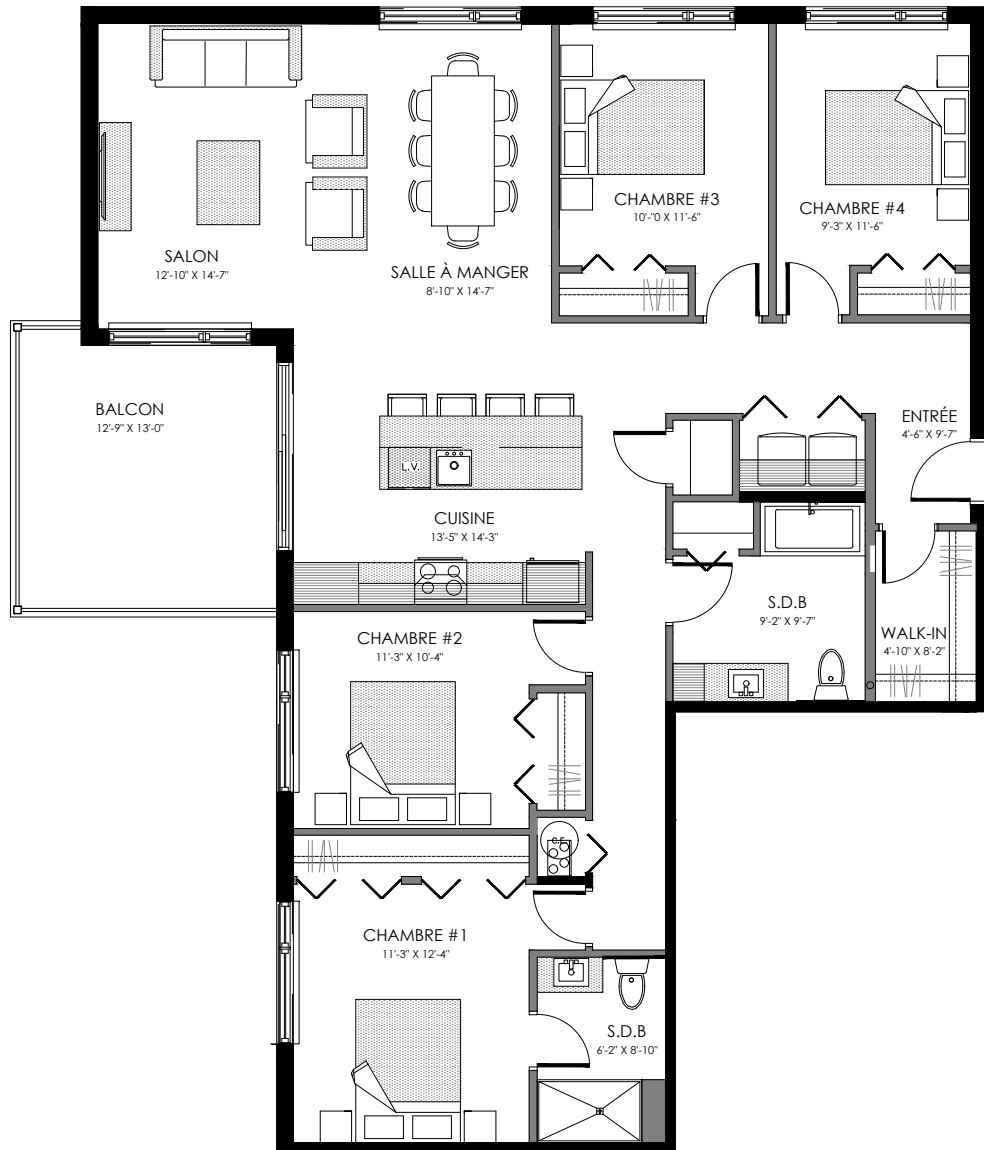 CHAMBRE #3
10'-"0 X 11'-6"
CHAMBRE #4
9'-3" X 11'-6"
SALON
12'-10" X 14'-7"
SALLE À MANGER
8'-10" X 14'-7"
BALCON
12'-9" X 13'-0"
ENTRÉE
4'-6" X 9'-7"
L.V.
CUISINE
13'-5" X 14'-3"
S.D.B
9'-2" X 9'-7"
WALK-IN
4'-10" X 8'-2"
CHAMBRE #2
11'-3" X 10'-4"
CHAMBRE #1
11'-3" X 12'-4"
S.D.B
6'-2" X 8'-10"